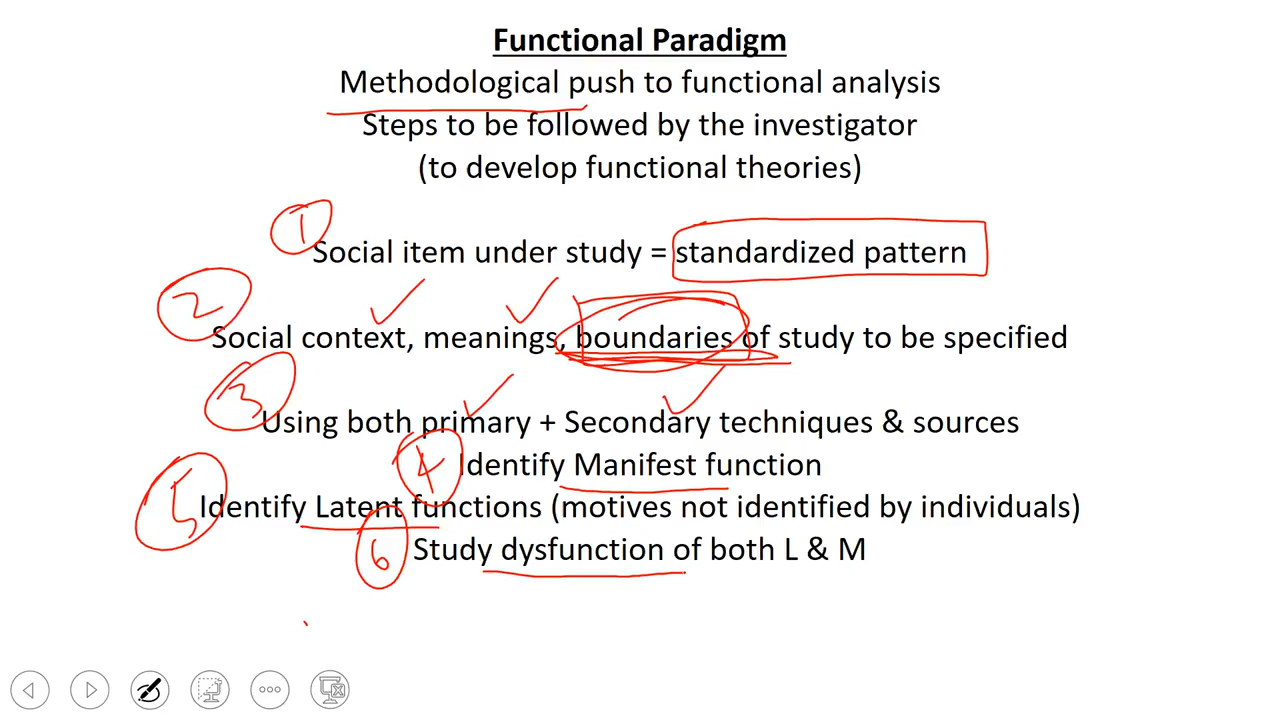 Functional Paradigm
Methodological push to functional analysis
Steps to be followed by the investigator
(to develop functional theories)
1 Social item under study = standardized pattern
2 Social context, meanings, boundaries of study to be specified
3 Using both primary + Secondary techniques & sources
4 Identify Manifest function
5 Identify Latent functions (motives not identified by individuals)
6 Study dysfunction of both L & M